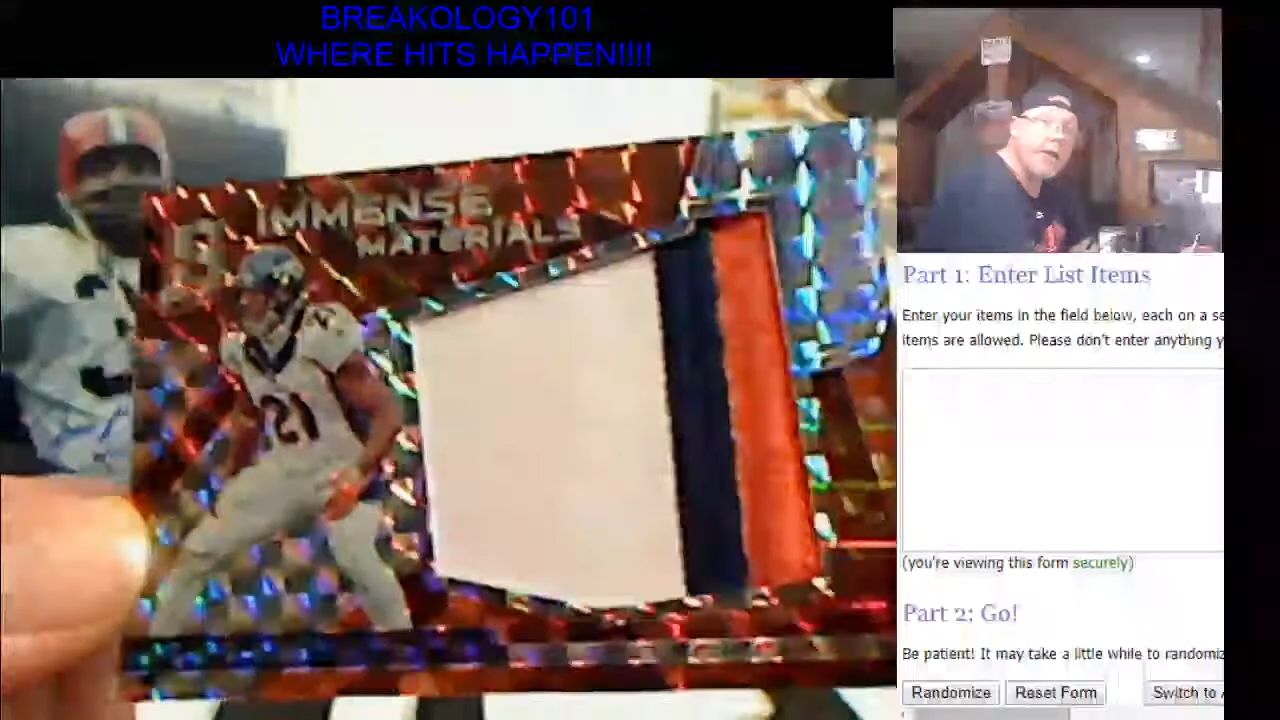 BREAKOLOGY101
WHERE HITS HAPPEN!!!!
IMMENSE
MATERIALS
21
Part 1: Enter List Items
Enter your items in the field below, each on a se
items are allowed. Please don't enter anything y
(you're viewing this form securely)
Part 2: Go!
Be patient! It may take a little while to randomiz
Randomize Reset Form Switch to